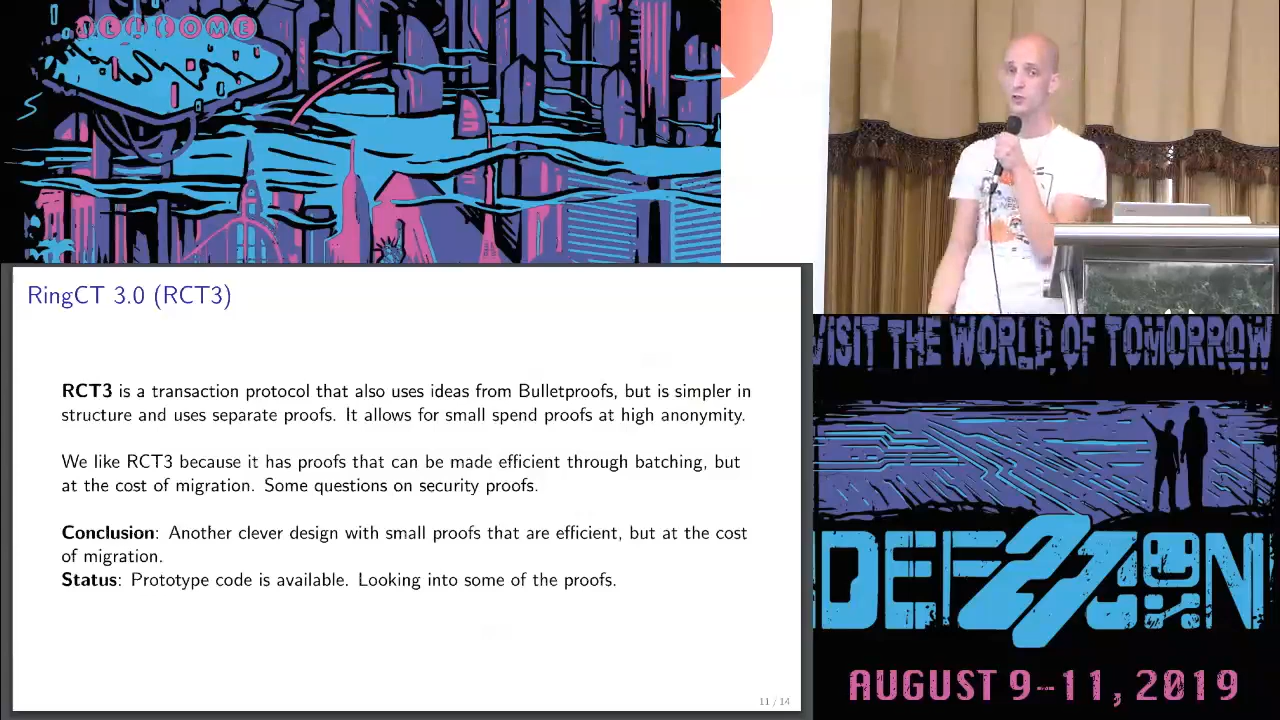 WELCOME
RingCT 3.0 (RCT3)
RCT3 is a transaction protocol that also uses ideas from Bulletproofs, but is simpler in
structure and uses separate proofs. It allows for small spend proofs at high anonymity.
We like RCT3 because it has proofs that can be made efficient through batching, but
at the cost of migration. Some questions on security proofs.
Conclusion: Another clever design with small proofs that are efficient, but at the cost
of migration.
Status: Prototype code is available. Looking into some of the proofs.
11 / 14
VISIT THE WORLD OF TOMORROW
DEF27CON
AUGUST 9-11, 2019